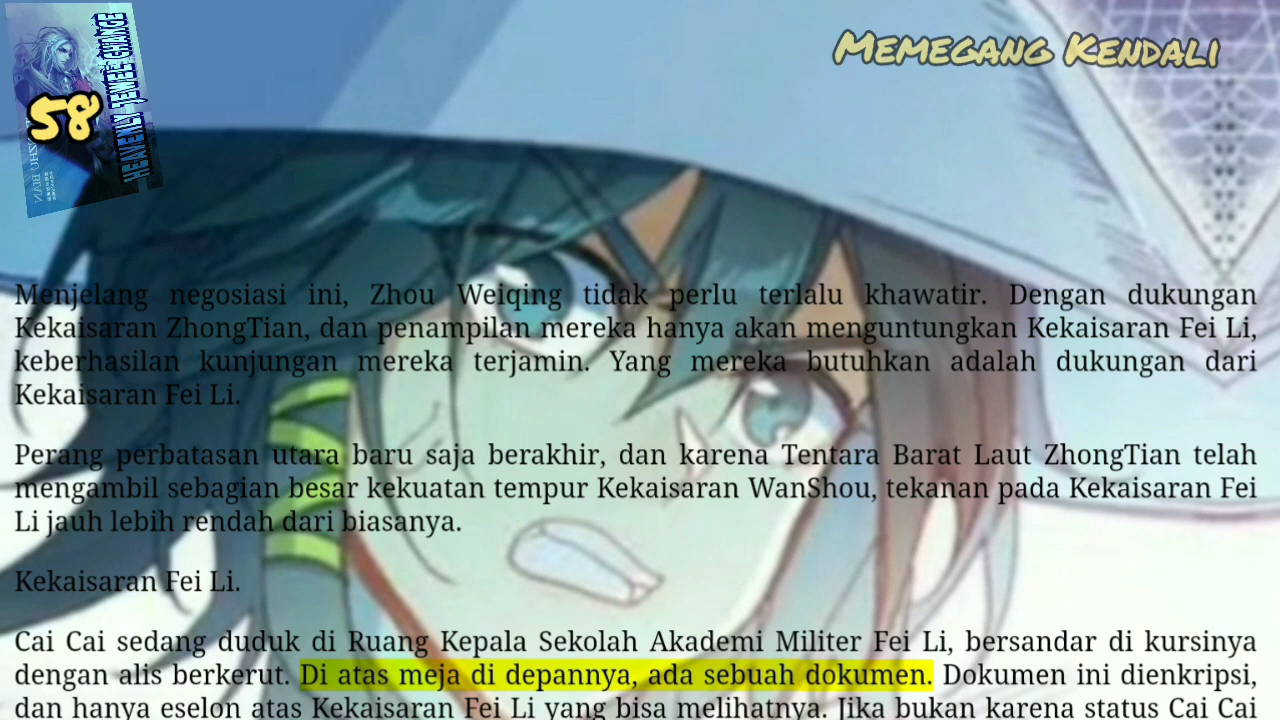 Memegang Kendali
58
HEAVENLY JEWEL CHANGE
Menjelang negosiasi ini, Zhou Weiqing tidak perlu terlalu khawatir. Dengan dukungan
Kekaisaran ZhongTian, dan penampilan mereka hanya akan menguntungkan Kekaisaran Fei Li,
keberhasilan kunjungan mereka terjamin. Yang mereka butuhkan adalah dukungan dari
Kekaisaran Fei Li.
Perang perbatasan utara baru saja berakhir, dan karena Tentara Barat Laut ZhongTian telah
mengambil sebagian besar kekuatan tempur Kekaisaran WanShou, tekanan pada Kekaisaran Fei
Li jauh lebih rendah dari biasanya.
Kekaisaran Fei Li.
Cai Cai sedang duduk di Ruang Kepala Sekolah Akademi Militer Fei Li, bersandar di kursinya
dengan alis berkerut. Di atas meja di depannya, ada sebuah dokumen. Dokumen ini dienkripsi,
dan hanya eselon atas Kekaisaran Fei Li yang bisa melihatnya. Jika bukan karena status Cai Cai